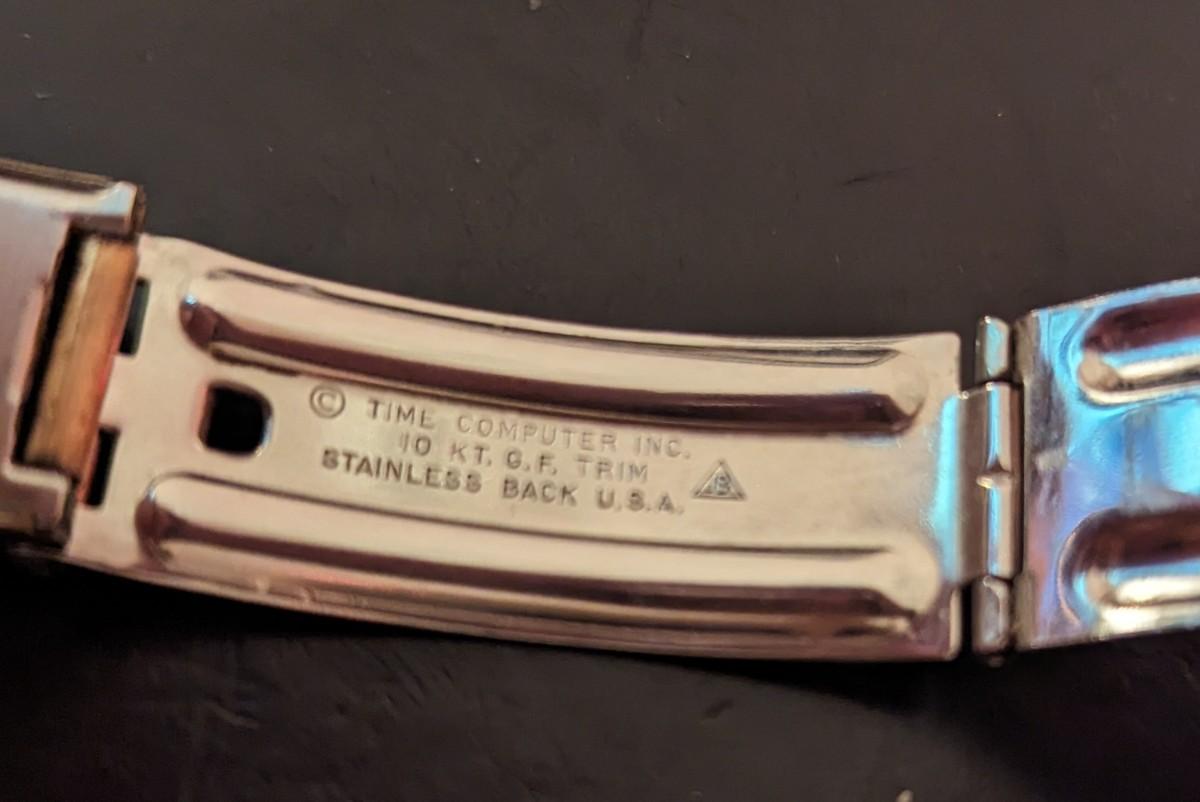 © TIME COMPUTER INC.
10 KT. G.F. TRIM
STAINLESS BACK U.S.A.